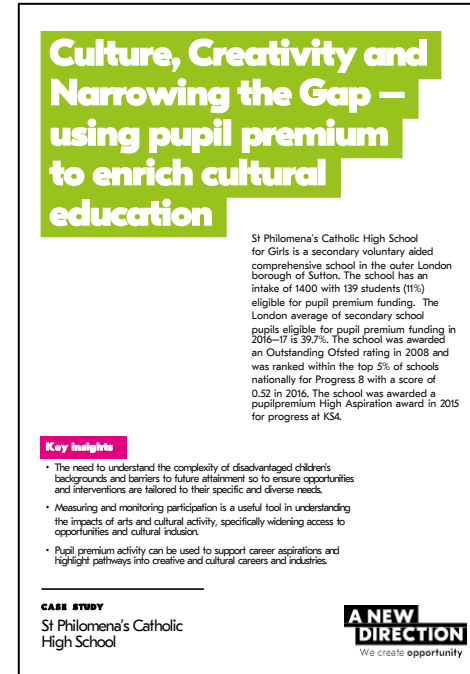 Culture, Creativity and
Narrowing the Gap –
using pupil premium
to enrich cultural
education
St Philomena's Catholic High School
for Girls is a secondary voluntary aided
comprehensive school in the outer London
borough of Sutton. The school has an
intake of 1400 with 139 students (11%)
eligible for pupil premium funding. The
London average of secondary school
pupils eligible for pupil premium funding in
2016–17 is 39.7%. The school was awarded
an Outstanding Ofsted rating in 2008 and
was ranked within the top 5% of schools
nationally for Progress 8 with a score of
0.52 in 2016. The school was awarded a
pupilpremium High Aspiration award in 2015
for progress at KS4.
Key Insights
• The need to understand the complexity of disadvantaged children's
backgrounds and barriers to future attainment so to ensure opportunities
and interventions are tailored to their specific and diverse needs.
• Measuring and monitoring participation is a useful tool in understanding
the impacts of arts and cultural activity, specifically widening access to
opportunities and cultural indusion.
• Pupil premium activity can be used to support career aspirations and
highlight pathways into creative and cultural careers and industries.
CASE STUDY
St Philomena's Catholic
High School
A NEW
DIRECTION
We create opportunity